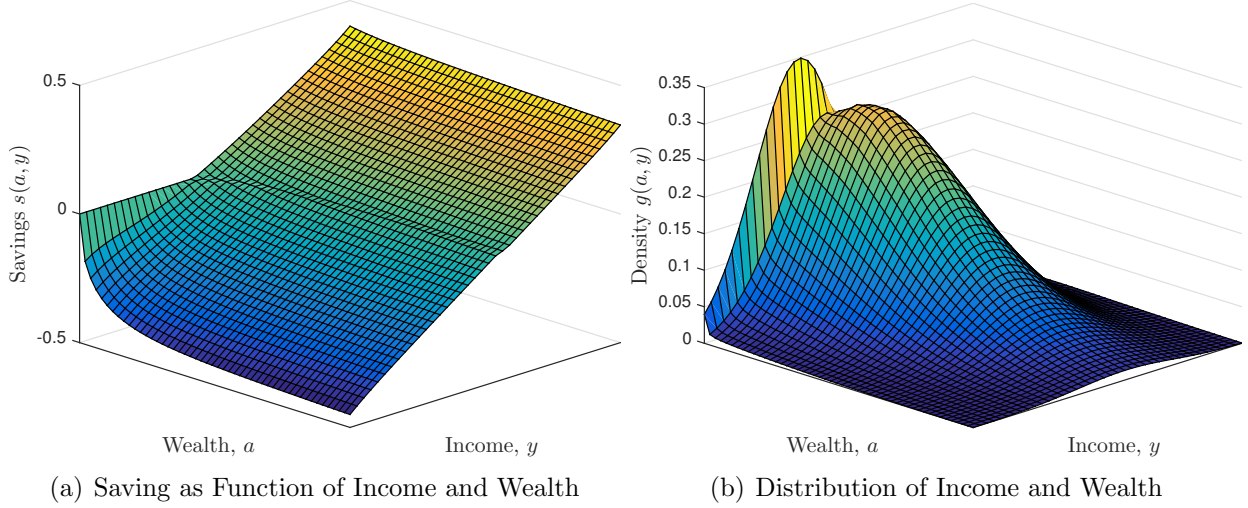 0.5
0
-0.5
Savings s(a, y)
Wealth, a
Income, y
(a) Saving as Function of Income and Wealth
0.35
0.3
0.25
0.2
0.15
0.1
0.05
0
Density g(a, y)
Wealth, a
Income, y
(b) Distribution of Income and Wealth